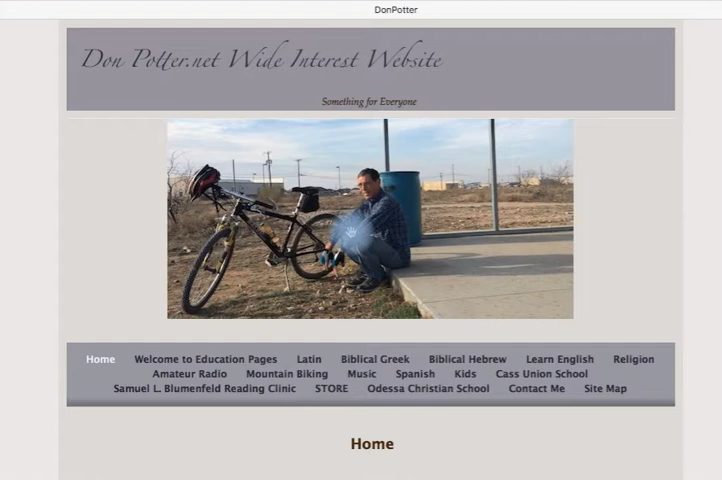 DonPotter
Don Potter.net Wide Interest Website
Something for Everyone
Home Welcome to Education Pages Latin Biblical Greek Biblical Hebrew Learn English Religion
Amateur Radio Mountain Biking Music Spanish Kids Cass Union School
Samuel L. Blumenfeld Reading Clinic STORE Odessa Christian School Contact Me Site Map
Home